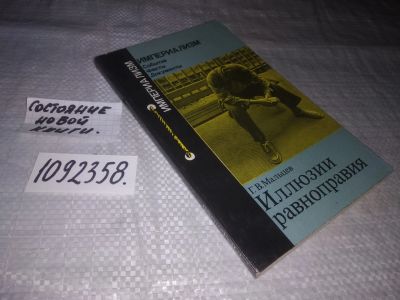 Состояние
новой
книги.
1092358.
ИМПЕРИАЛИЗМ
ИМПЕРИАЛИЗМ
События
Факты
Документы
Г. В. Мальцев
Иллюзии
равноправия